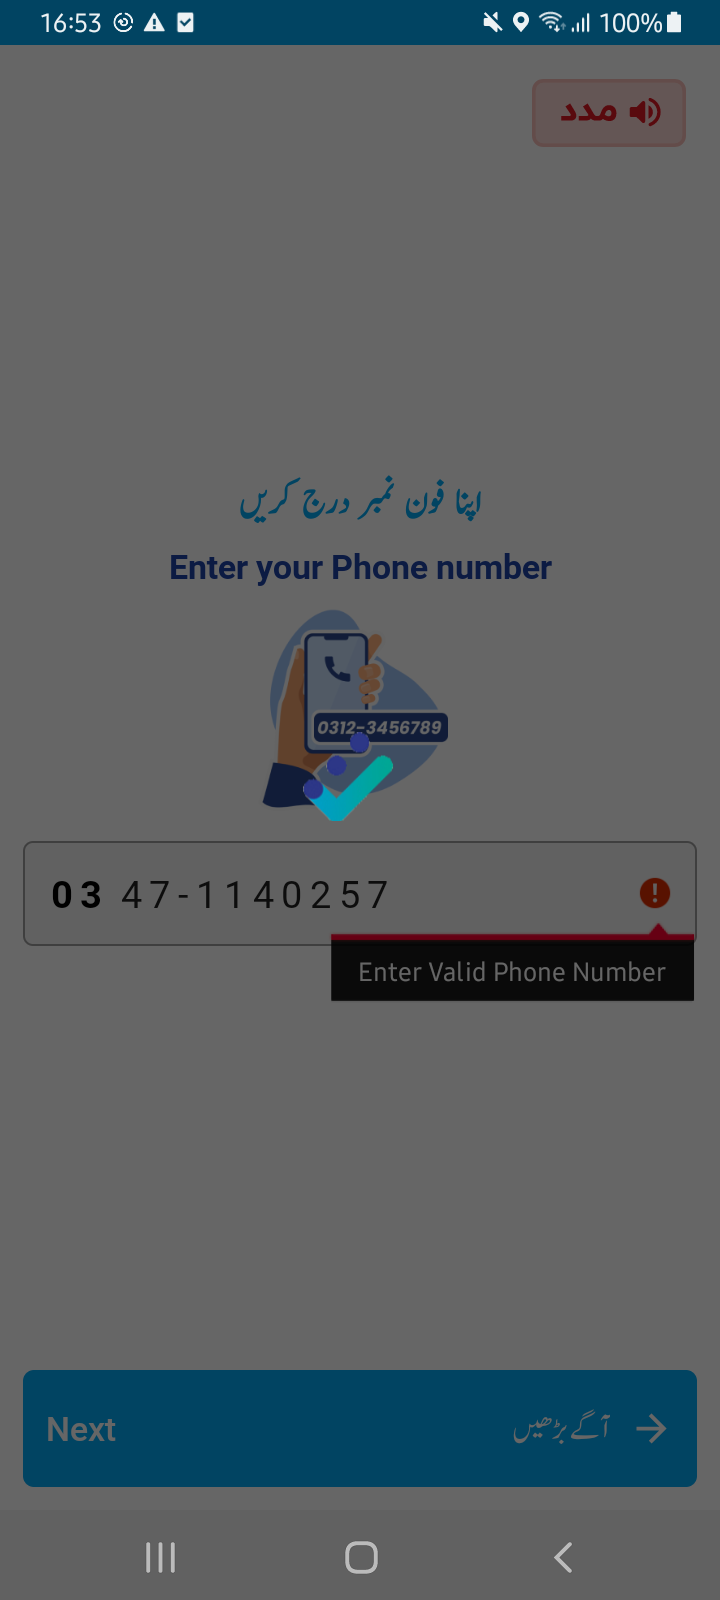 16:53
100%
مدد
اپنا فون نمبر درج کریں
Enter your Phone number
0312-3456789
03 47-1140257
Enter Valid Phone Number
Next
آگے بڑھیں